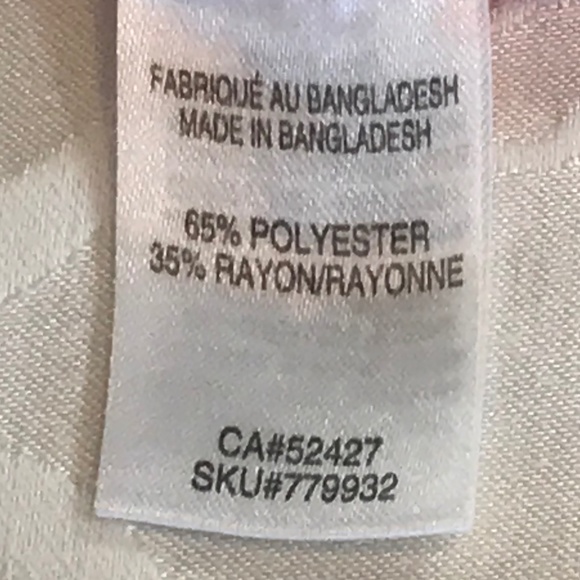 FABRIQUÉ AU BANGLADESH
MADE IN BANGLADESH
65% POLYESTER
35% RAYON/RAYONNE
CA#52427
SKU#779932